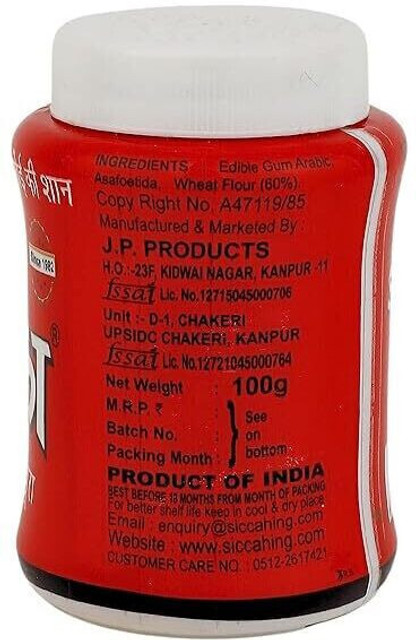 की शान
Since 1982
®
INGREDIENTS : Edible Gum Arabic,
Asafoetida, Wheat Flour (60%)
Copy Right No. A47119/85
Manufactured & Marketed By :
J.P. PRODUCTS
H.O.:-23F, KIDWAI NAGAR, KANPUR -11
fssai Lic. No.12715045000706
Unit :- D-1, CHAKERI
UPSIDC CHAKERI, KANPUR
fssai Lic. No.12721045000764
Net Weight : 100g
M.R.P. ₹ : See
Batch No. : on
Packing Month : bottom
PRODUCT OF INDIA
BEST BEFORE 18 MONTHS FROM MONTH OF PACKING
For better shelf life keep in cool & dry place
Email : enquiry@siccahing.com
Website : www.siccahing.com
CUSTOMER CARE NO. : 0512-2617421